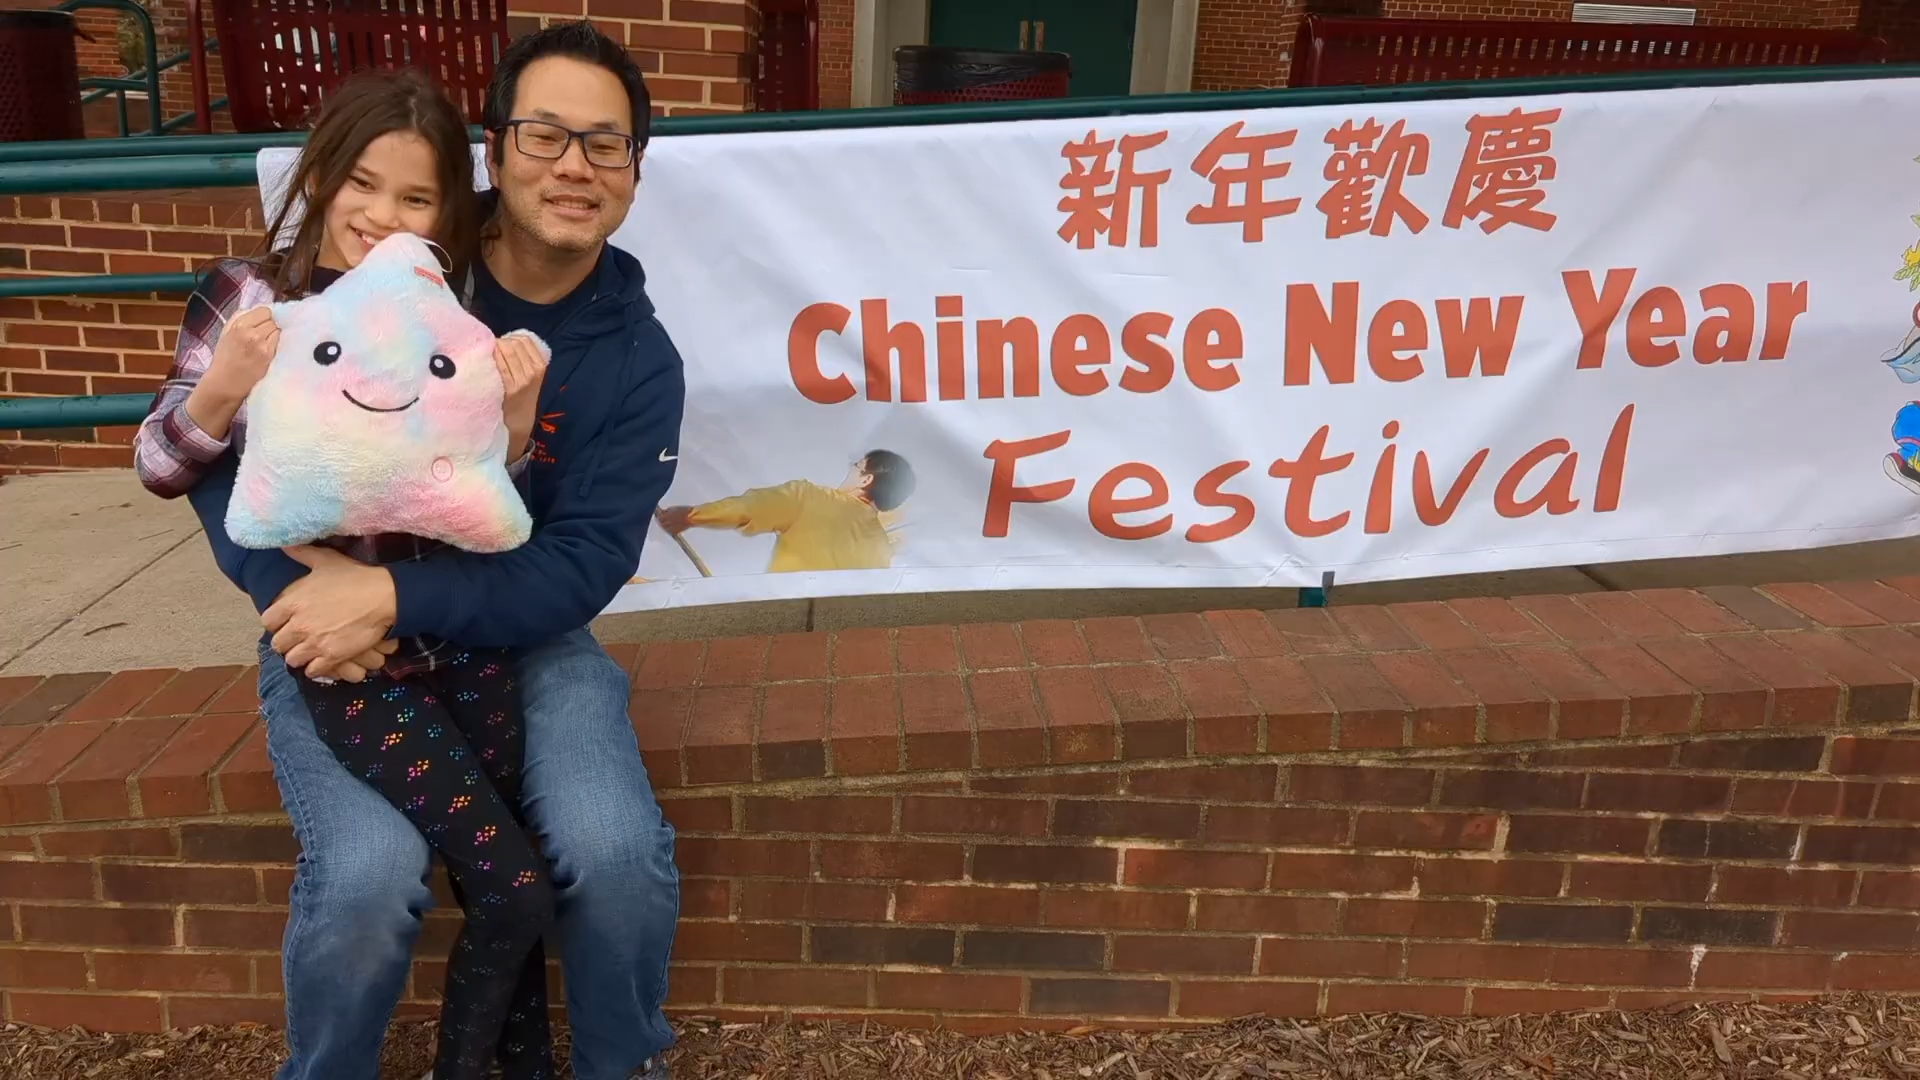 新年歡慶
Chinese New Year
Festival